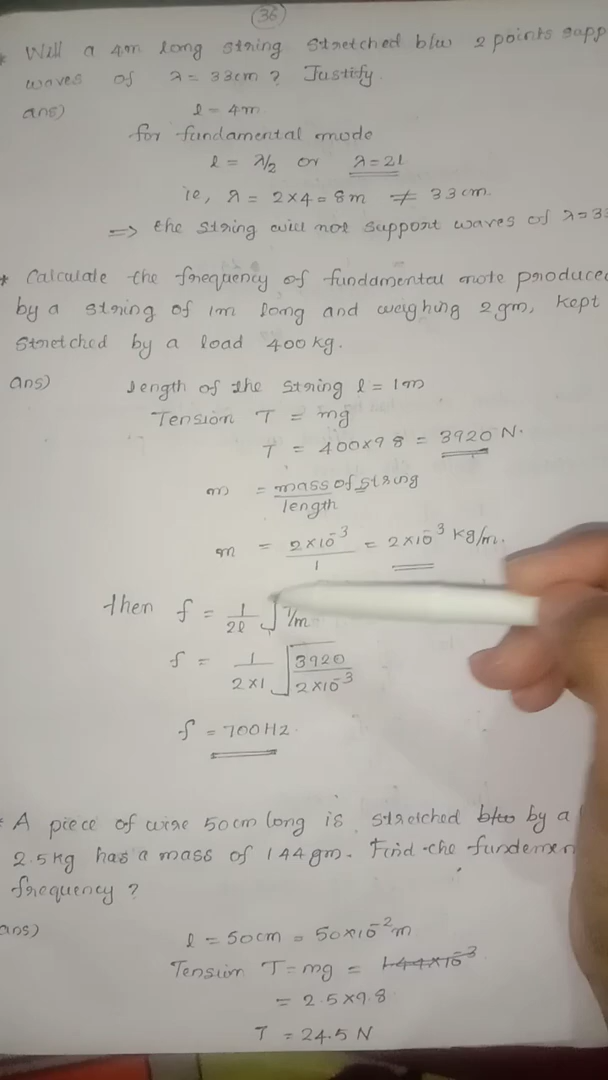 36
* Will a 4m long string stretched b/w 2 points supp
waves of λ = 33cm ? Justify.
ans) l = 4m
for fundamental mode
l = λ/2 or λ = 2l
ie, λ = 2×4 = 8m ≠ 33cm.
⇒ the string will not support waves of λ=33
* Calculate the frequency of fundamental note produced
by a string of 1m long and weighing 2gm, kept
stretched by a load 400kg.
ans) length of the string l = 1m
Tension T = mg
T = 400×9.8 = 3920 N.
m = mass of string / length
m = 2×10⁻³ / 1 = 2×10⁻³ kg/m.
then f = 1/2l √T/m
f = 1/2×1 √3920/2×10⁻³
f = 700Hz.
* A piece of wire 50cm long is stretched by a
2.5kg has a mass of 144gm. Find the fundemen
frequency ?
ans) l = 50cm = 50×10⁻²m
Tension T = mg = 144×10⁻³
= 2.5×9.8
T = 24.5 N